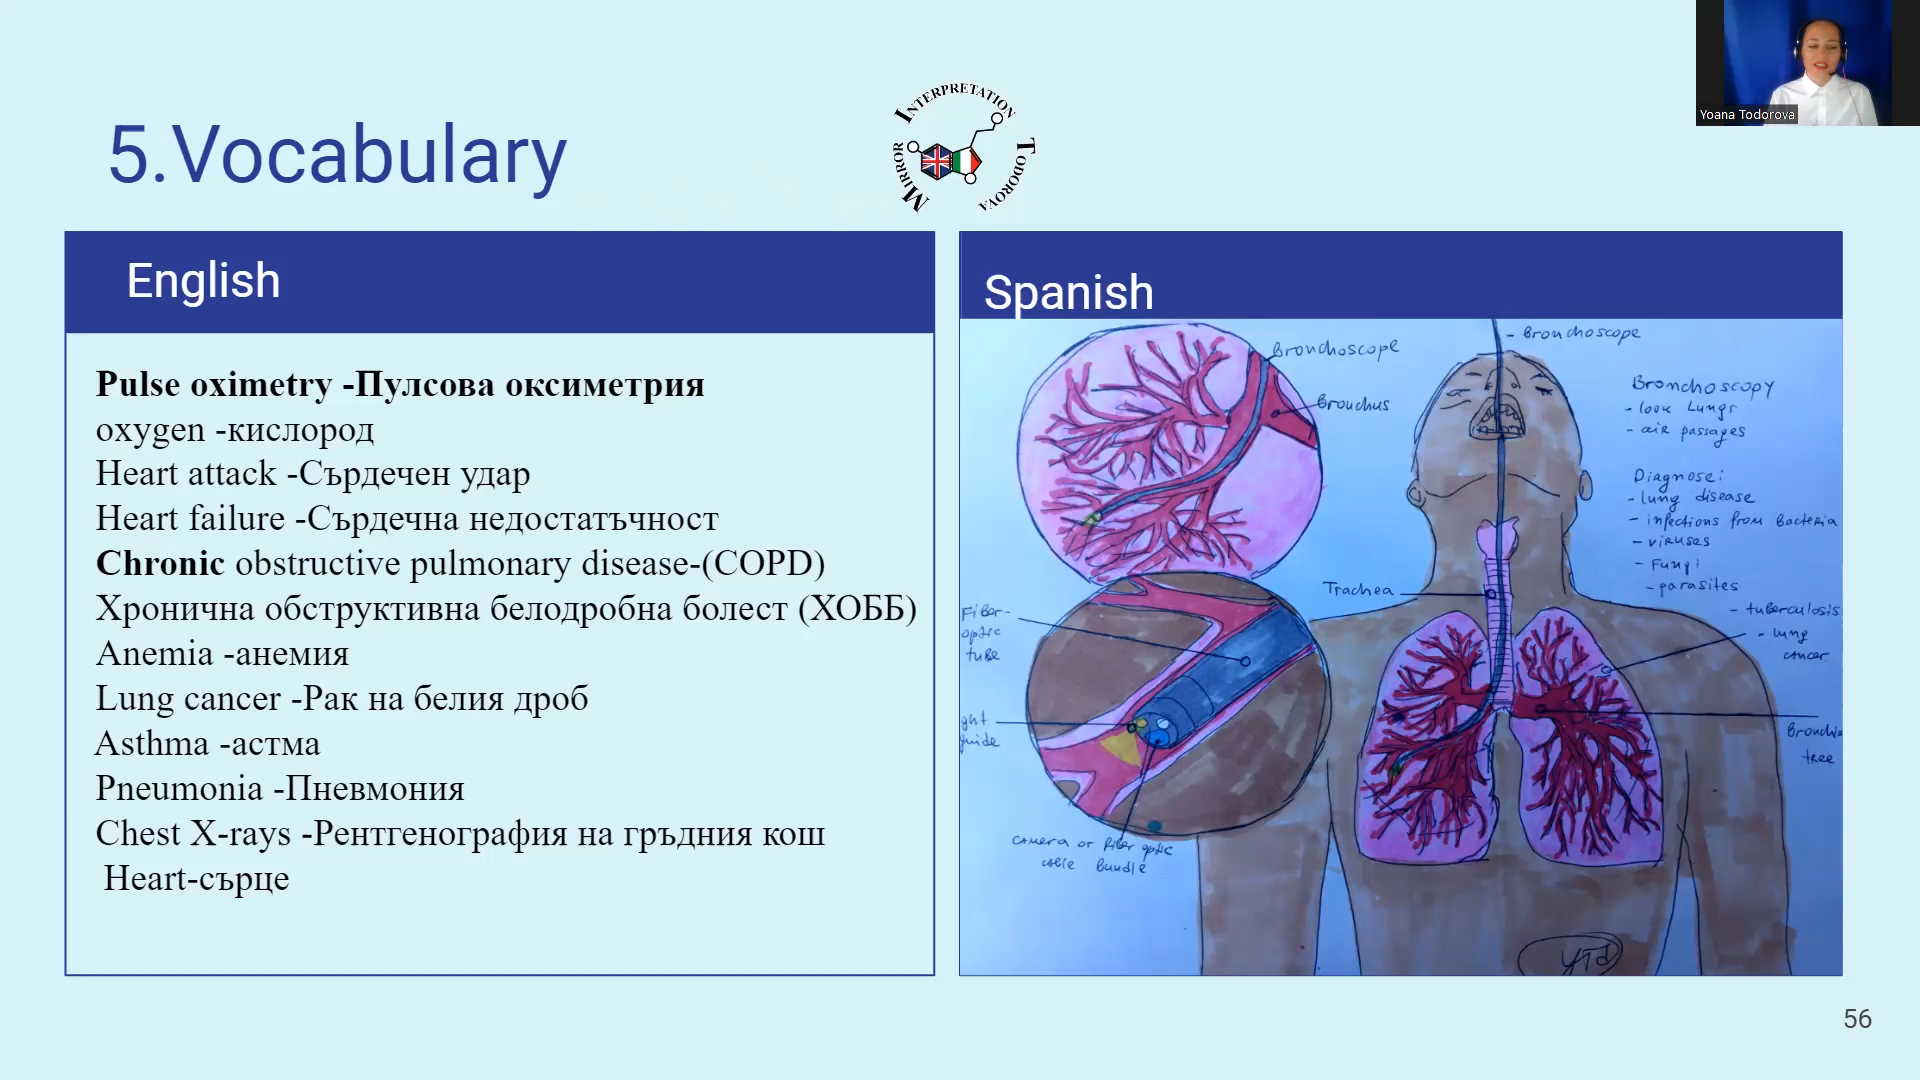 5.Vocabulary
MIRROR INTERPRETATION TODOROVA
Yoana Todorova
English
Pulse oximetry -Пулсова оксиметрия
oxygen -кислород
Heart attack -Сърдечен удар
Heart failure -Сърдечна недостатъчност
Chronic obstructive pulmonary disease-(COPD)
Хронична обструктивна белодробна болест (ХОББ)
Anemia -анемия
Lung cancer -Рак на белия дроб
Asthma -астма
Pneumonia -Пневмония
Chest X-rays -Рентгенография на гръдния кош
Heart-сърце
Spanish
Bronchoscope
Bronchus
- Bronchoscope
Bronchoscopy
- look Lungs
- air passages
Diagnose:
- lung disease
- infections from Bacteria
- viruses
- Fungi
- parasites
- tuberculosis
- lung
cancer
Trachea
Fiber-
optic
tube
ght
guide
camera or fiber optic
cable bundle
Bronchia
tree
YTd
56